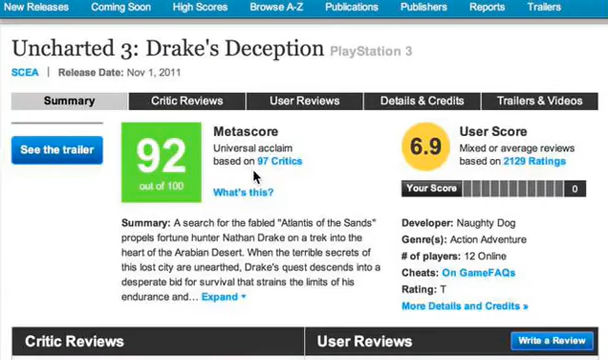 New Releases Coming Soon High Scores Browse A-Z Publications Publishers Reports Trailers
Uncharted 3: Drake's Deception PlayStation 3
SCEA | Release Date: Nov 1, 2011
Summary Critic Reviews User Reviews Details & Credits Trailers & Videos
See the trailer
92
out of 100
Metascore
Universal acclaim
based on 97 Critics
What's this?
6.9
User Score
Mixed or average reviews
based on 2129 Ratings
Your Score 0
Summary: A search for the fabled "Atlantis of the Sands"
propels fortune hunter Nathan Drake on a trek into the
heart of the Arabian Desert. When the terrible secrets of
this lost city are unearthed, Drake's quest descends into a
desperate bid for survival that strains the limits of his
endurance and... Expand
Developer: Naughty Dog
Genre(s): Action Adventure
# of players: 12 Online
Cheats: On GameFAQs
Rating: T
More Details and Credits »
Critic Reviews
User Reviews
Write a Review